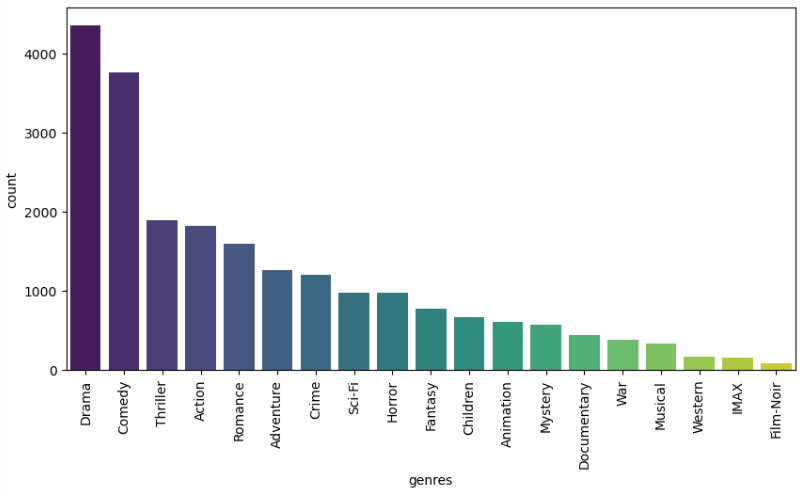 4000
3000
2000
1000
0
count
Drama
Comedy
Thriller
Action
Romance
Adventure
Crime
Sci-Fi
Horror
Fantasy
Children
Animation
Mystery
Documentary
War
Musical
Western
IMAX
Film-Noir
genres